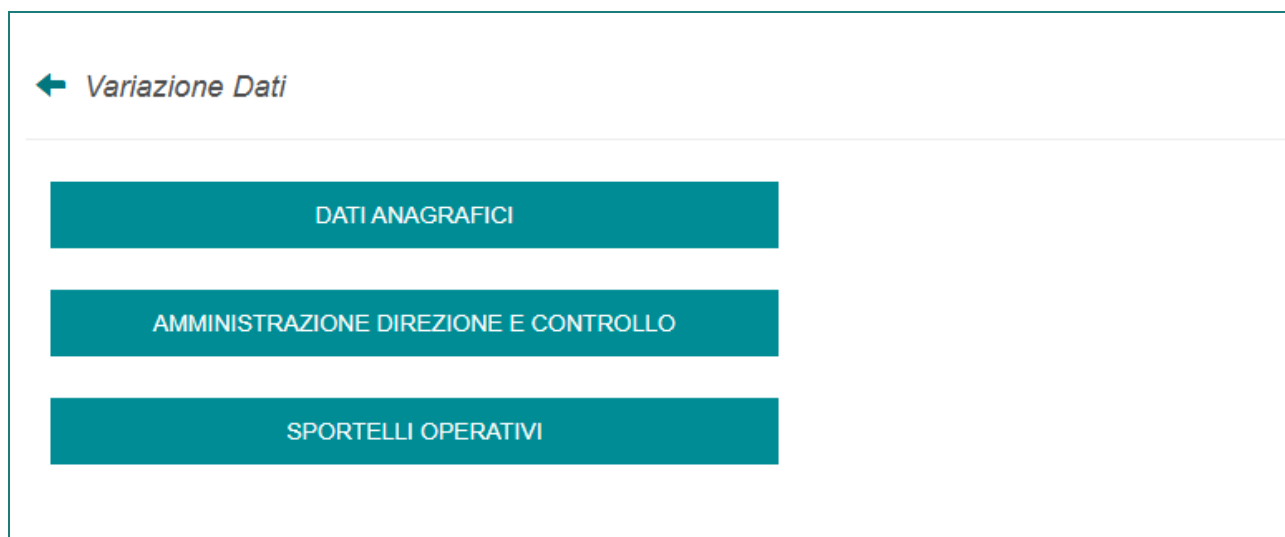 Variazione Dati
DATI ANAGRAFICI
AMMINISTRAZIONE DIREZIONE E CONTROLLO
SPORTELLI OPERATIVI